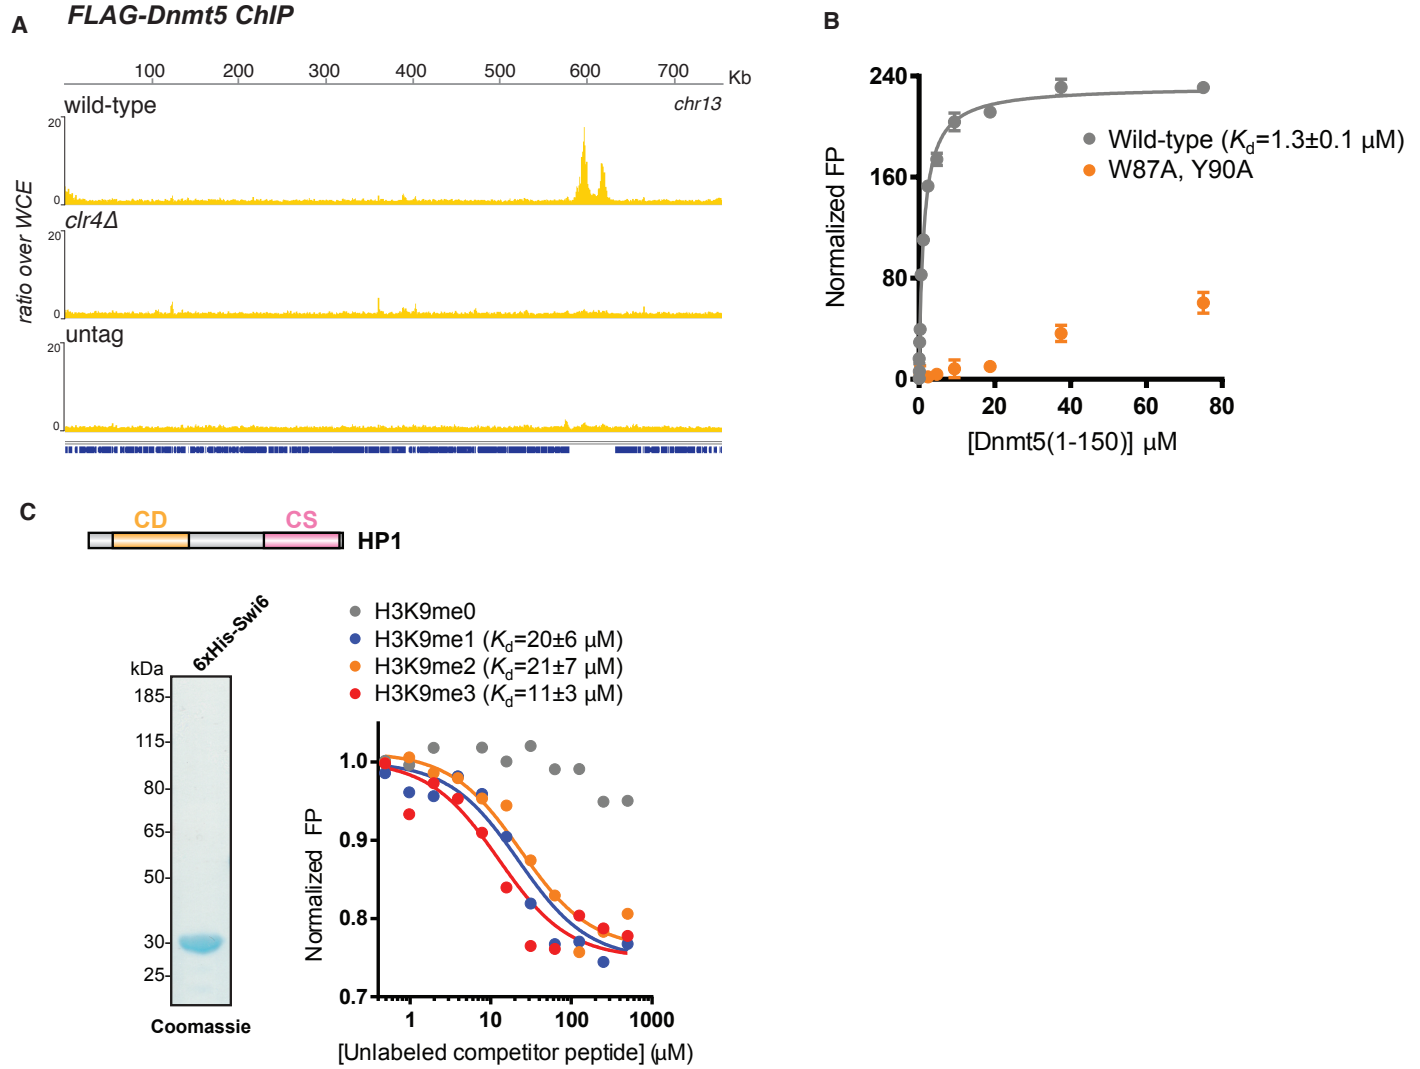 A
FLAG-Dnmt5 ChIP
100 200 300 400 500 600 700 Kb
wild-type
chr13
20
0
clr4Δ
20
0
untag
20
0
ratio over WCE
B
240
160
80
0
Normalized FP
Wild-type (Kd=1.3±0.1 µM)
W87A, Y90A
0 20 40 60 80
[Dnmt5(1-150)] µM
C
CD CS
HP1
6xHis-Swi6
kDa
185
115
80
65
50
30
25
Coomassie
H3K9me0
H3K9me1 (Kd=20±6 µM)
H3K9me2 (Kd=21±7 µM)
H3K9me3 (Kd=11±3 µM)
1.0
0.9
0.8
0.7
Normalized FP
1 10 100 1000
[Unlabeled competitor peptide] (µM)